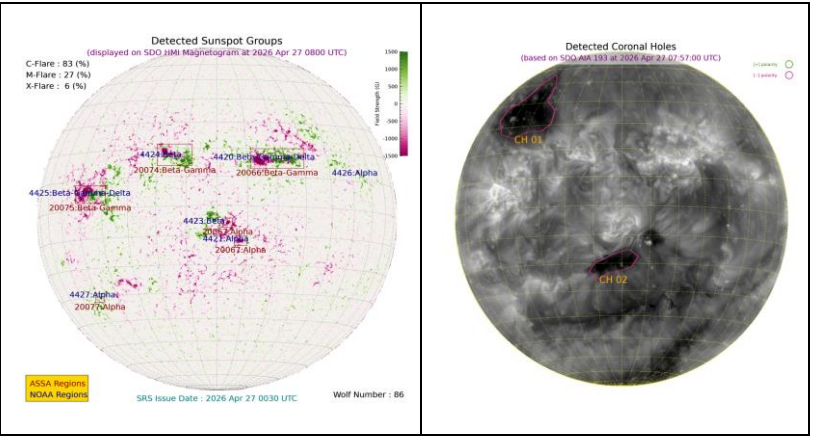 Detected Sunspot Groups
(displayed on SDO HMI Magnetogram at 2026 Apr 27 0800 UTC)
C-Flare : 83 (%)
M-Flare : 27 (%)
X-Flare : 6 (%)
1500
1000
500
0
-500
-1000
-1500
Field Strength (G)
4424:Beta
20074:Beta-Gamma
4420:Beta-Gamma-Delta
20066:Beta-Gamma
4426:Alpha
4425:Beta-Gamma-Delta
20075:Beta-Gamma
4423:Beta
4421:Alpha
20067:Alpha
4427:Alpha
20077:Alpha
ASSA Regions
NOAA Regions
SRS Issue Date : 2026 Apr 27 0030 UTC
Wolf Number : 86
Detected Coronal Holes
(based on SDO AIA 193 at 2026 Apr 27 07:57:00 UTC)
(+) polarity
(-) polarity
CH 01
CH 02